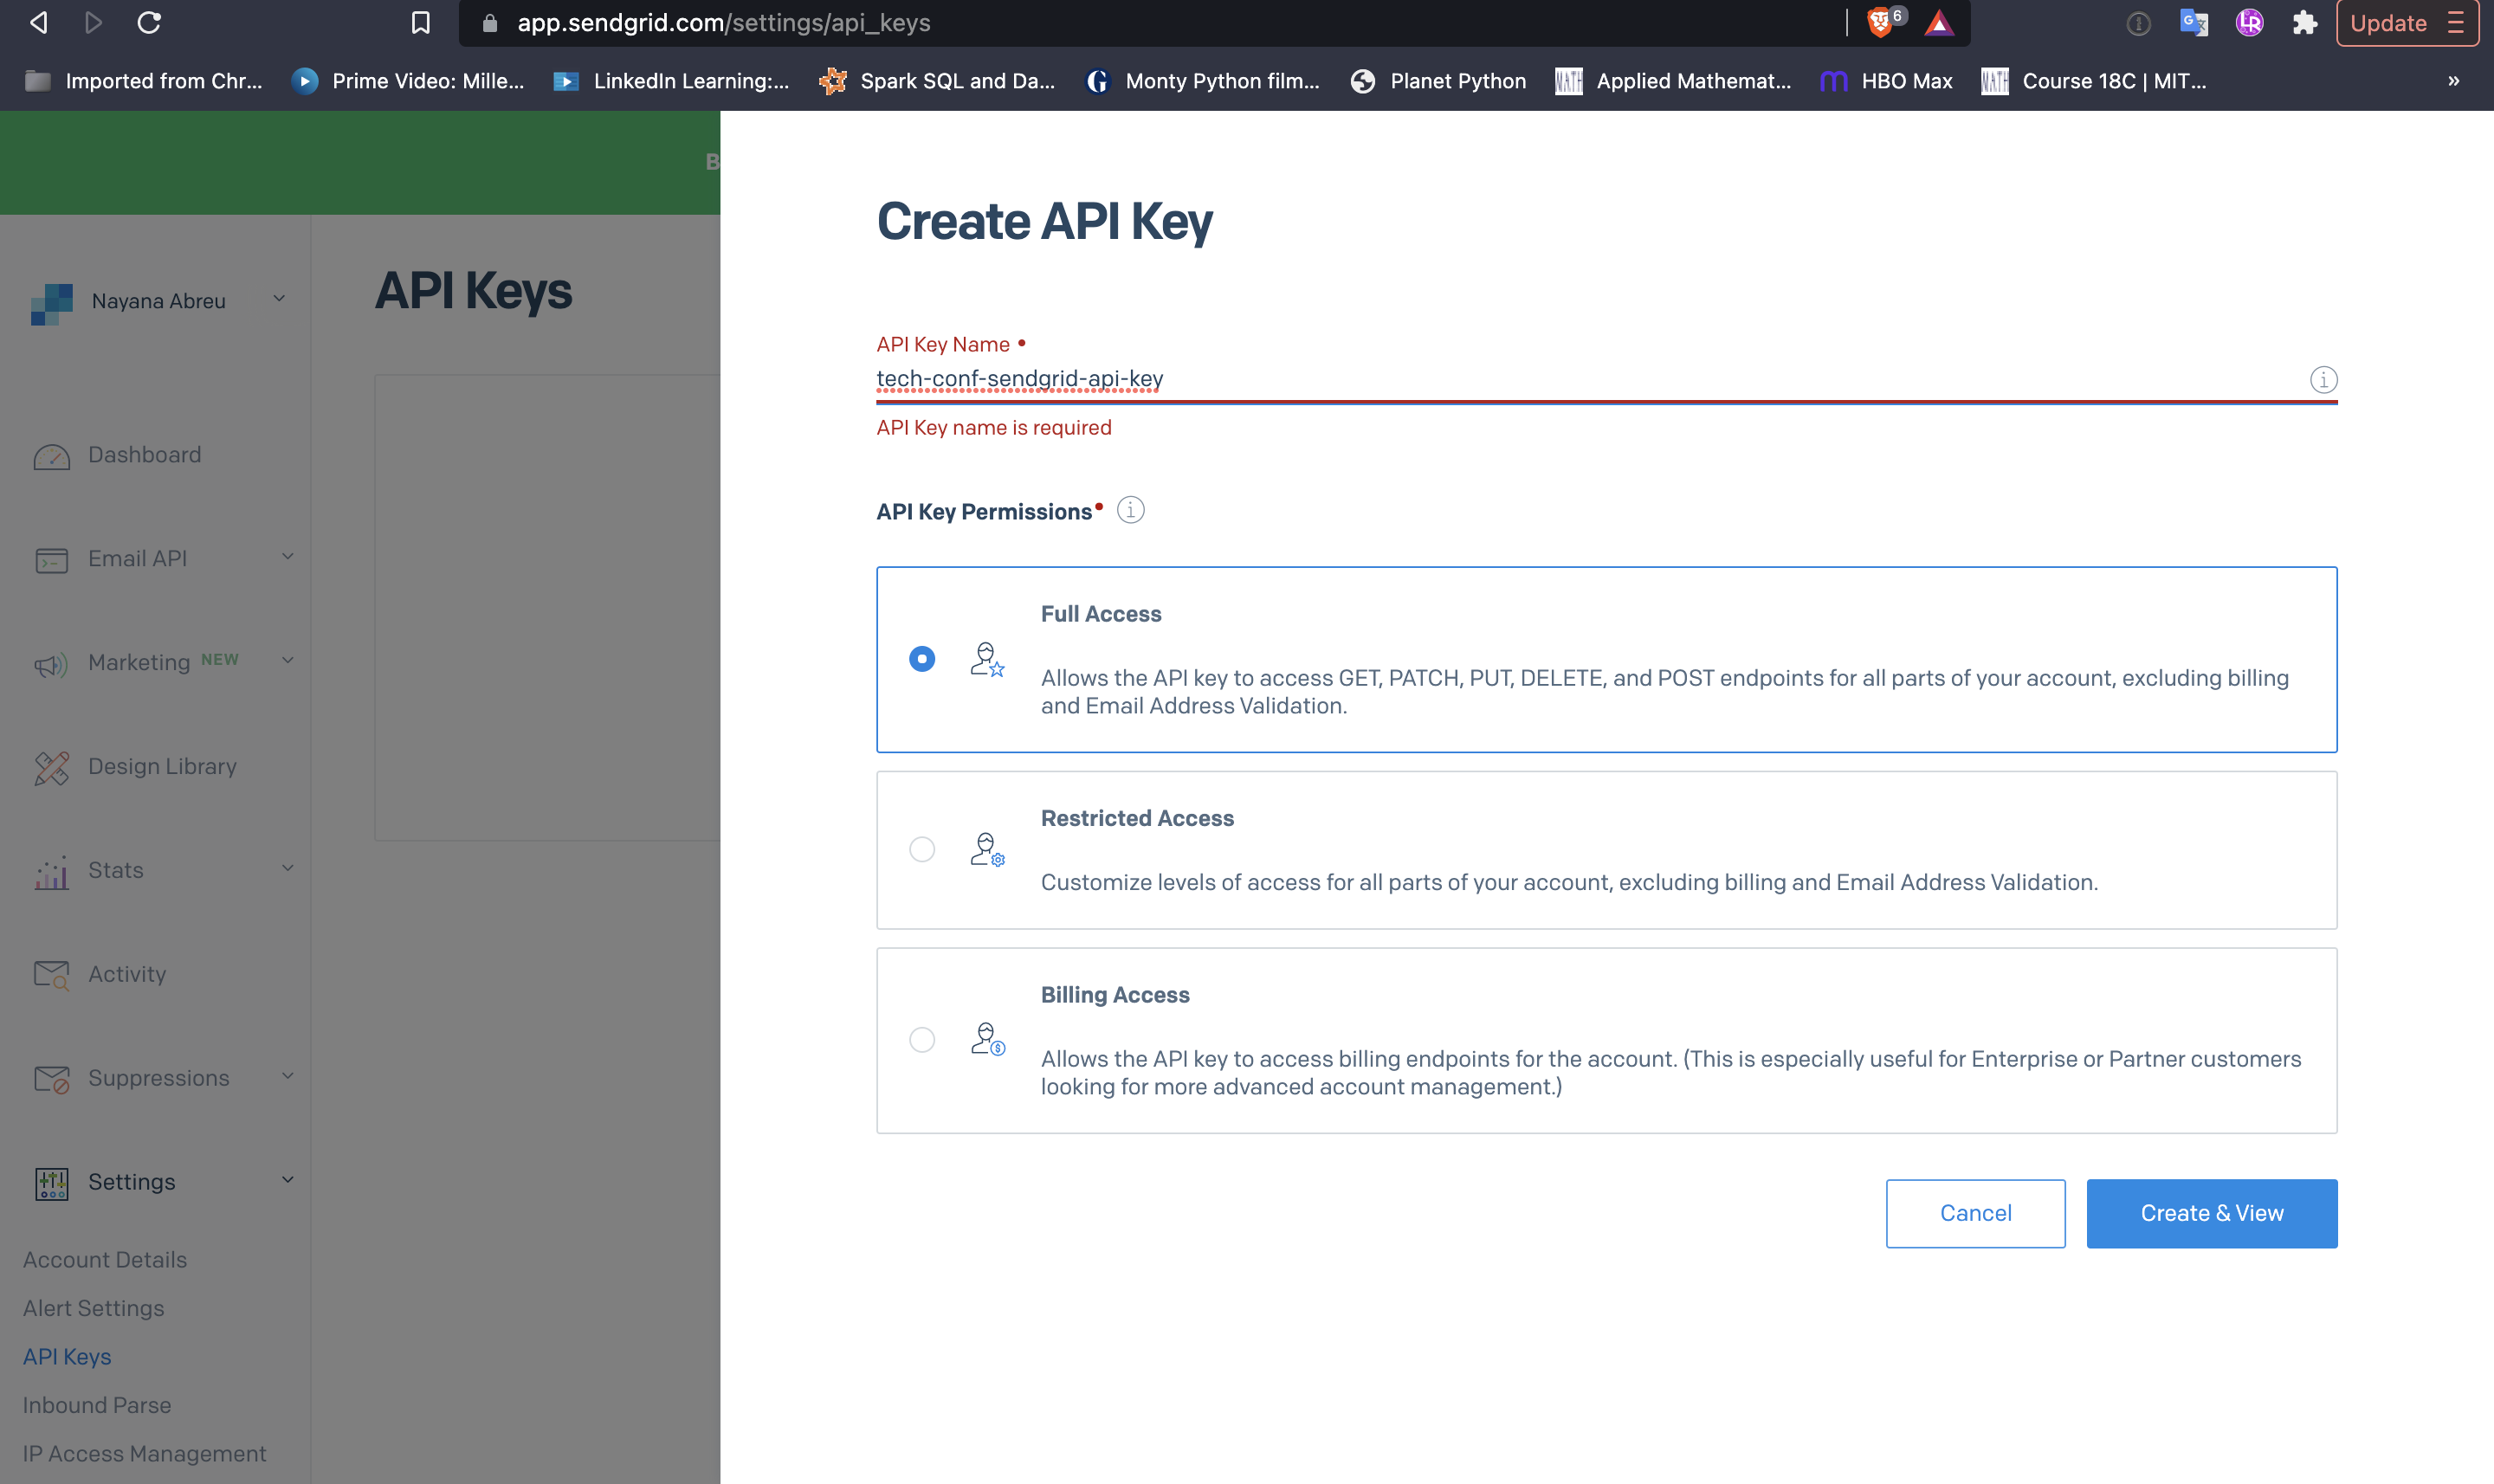 app.sendgrid.com/settings/api_keys
6
Update
Imported from Chr...
Prime Video: Mille...
LinkedIn Learning:...
Spark SQL and Da...
Monty Python film...
Planet Python
MATH
Applied Mathemat...
HBO Max
MATH
Course 18C | MIT...
»
B
Nayana Abreu
API Keys
Dashboard
Email API
Marketing NEW
Design Library
Stats
Activity
Suppressions
Settings
Account Details
Alert Settings
API Keys
Inbound Parse
IP Access Management
Create API Key
API Key Name •
tech-conf-sendgrid-api-key
API Key name is required
API Key Permissions•
Full Access
Allows the API key to access GET, PATCH, PUT, DELETE, and POST endpoints for all parts of your account, excluding billing
and Email Address Validation.
Restricted Access
Customize levels of access for all parts of your account, excluding billing and Email Address Validation.
Billing Access
Allows the API key to access billing endpoints for the account. (This is especially useful for Enterprise or Partner customers
looking for more advanced account management.)
Cancel
Create & View